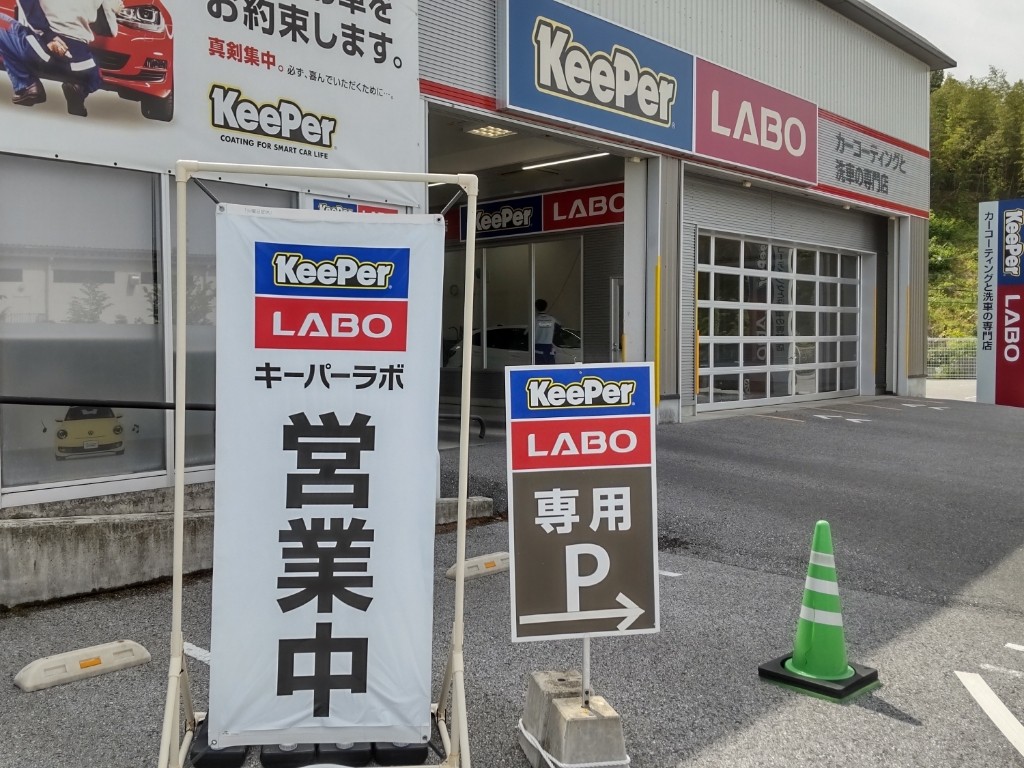 お約束します。
真剣集中。必ず、喜んでいただくために…。
KeePer
COATING FOR SMART CAR LIFE
KeePer
LABO
カーコーティングと
洗車の専門店
KeePer
LABO
KeePer
LABO
キーパーラボ
営業中
KeePer
LABO
専用
P
KeePer
LABO
カーコーティングと洗車の専門店